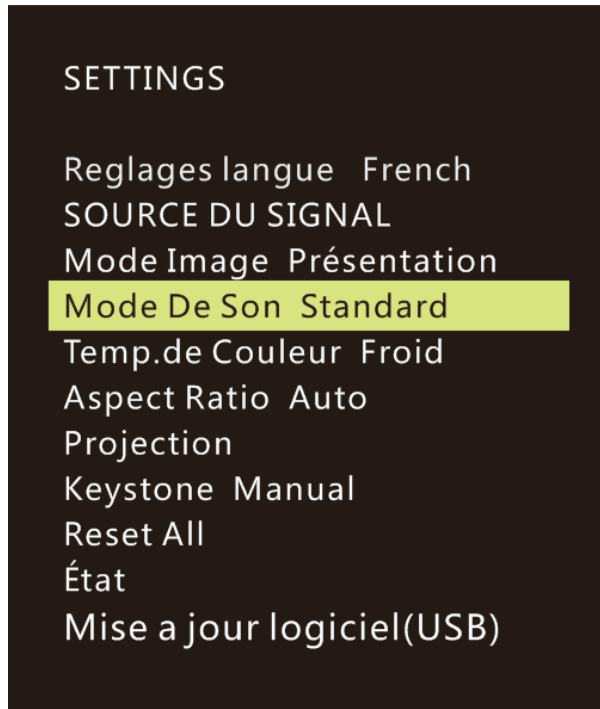 SETTINGS
Reglages langue French
SOURCE DU SIGNAL
Mode Image Présentation
Mode De Son Standard
Temp.de Couleur Froid
Aspect Ratio Auto
Projection
Keystone Manual
Reset All
État
Mise a jour logiciel(USB)